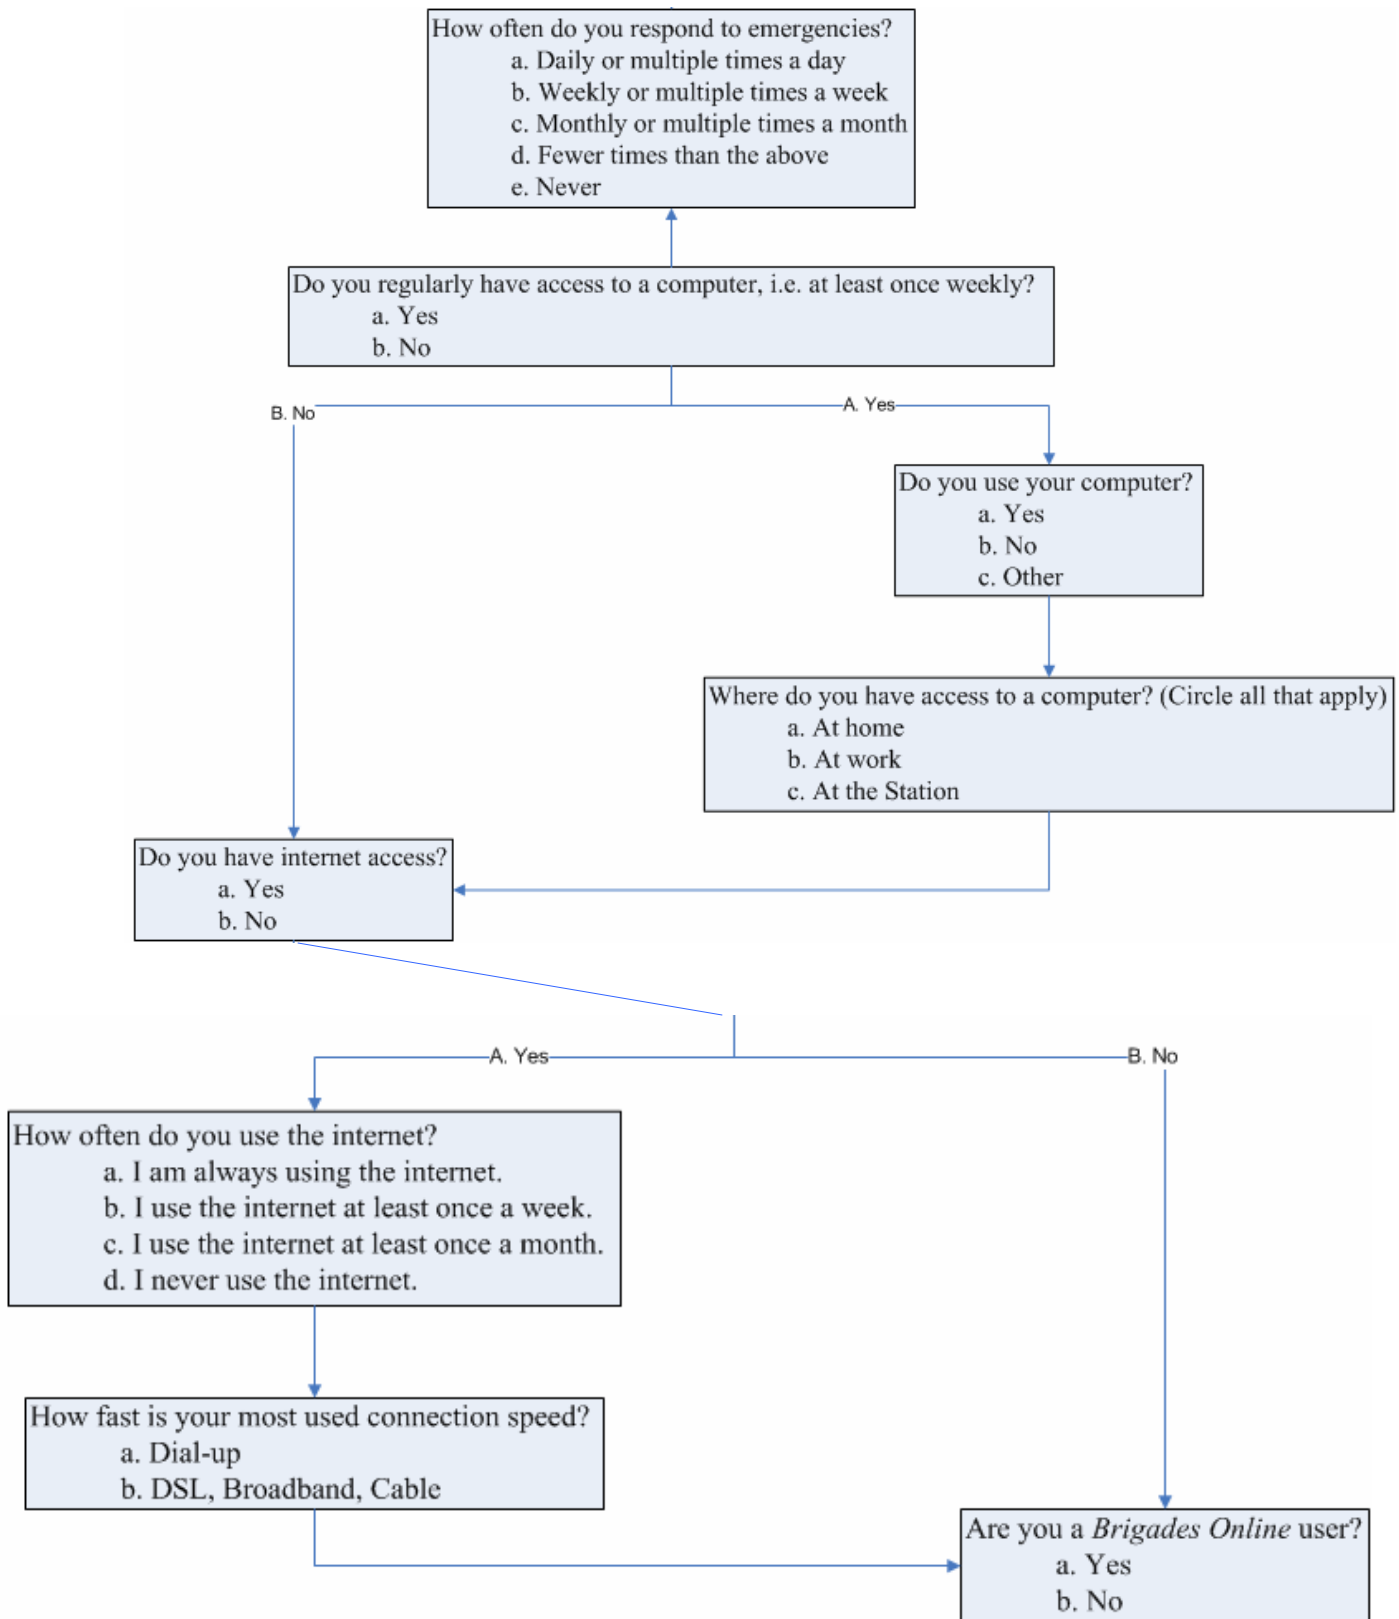 How often do you respond to emergencies?
a. Daily or multiple times a day
b. Weekly or multiple times a week
c. Monthly or multiple times a month
d. Fewer times than the above
e. Never
Do you regularly have access to a computer, i.e. at least once weekly?
a. Yes
b. No
B. No
A. Yes
Do you use your computer?
a. Yes
b. No
c. Other
Where do you have access to a computer? (Circle all that apply)
a. At home
b. At work
c. At the Station
Do you have internet access?
a. Yes
b. No
A. Yes
B. No
How often do you use the internet?
a. I am always using the internet.
b. I use the internet at least once a week.
c. I use the internet at least once a month.
d. I never use the internet.
How fast is your most used connection speed?
a. Dial-up
b. DSL, Broadband, Cable
Are you a Brigades Online user?
a. Yes
b. No